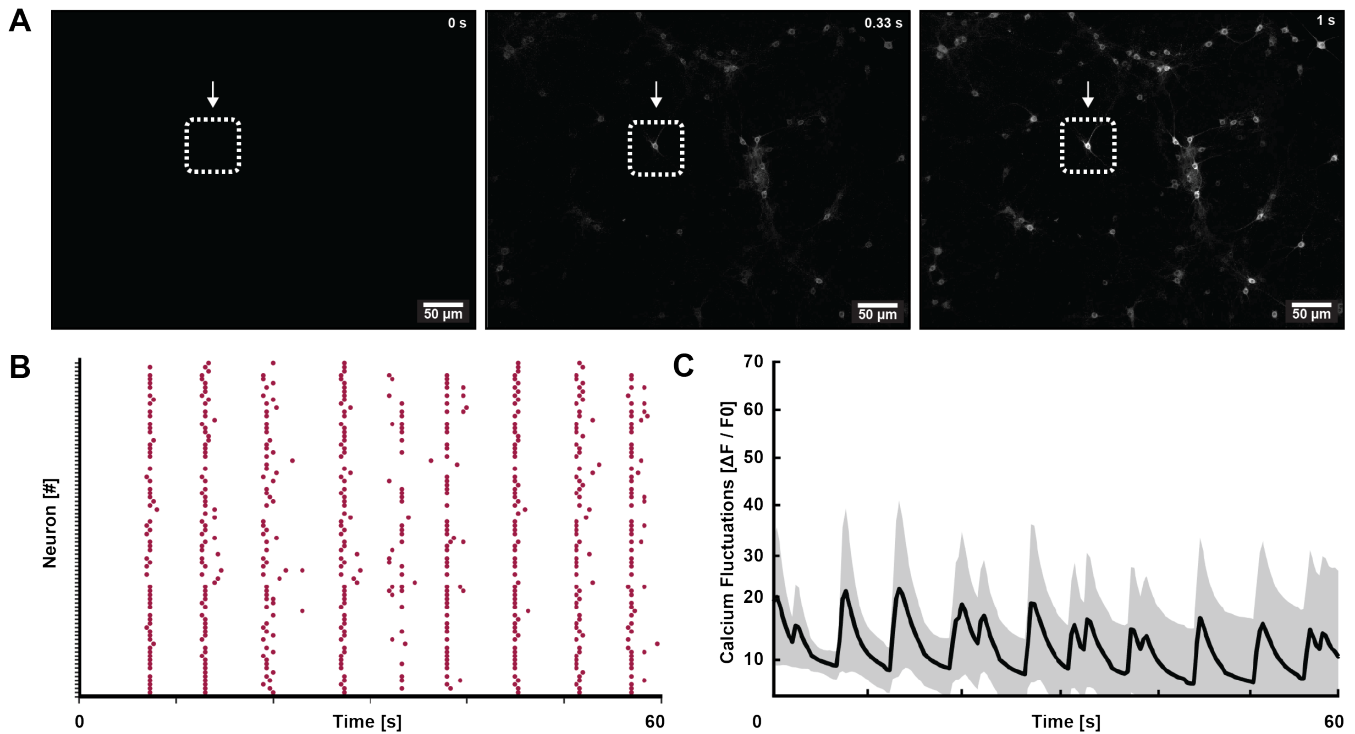 A
0 s
0.33 s
1 s
50 µm
50 µm
50 µm
B
Neuron [#]
0
Time [s]
60
C
Calcium Fluctuations [ΔF / F0]
70
60
50
40
30
20
10
0
Time [s]
60